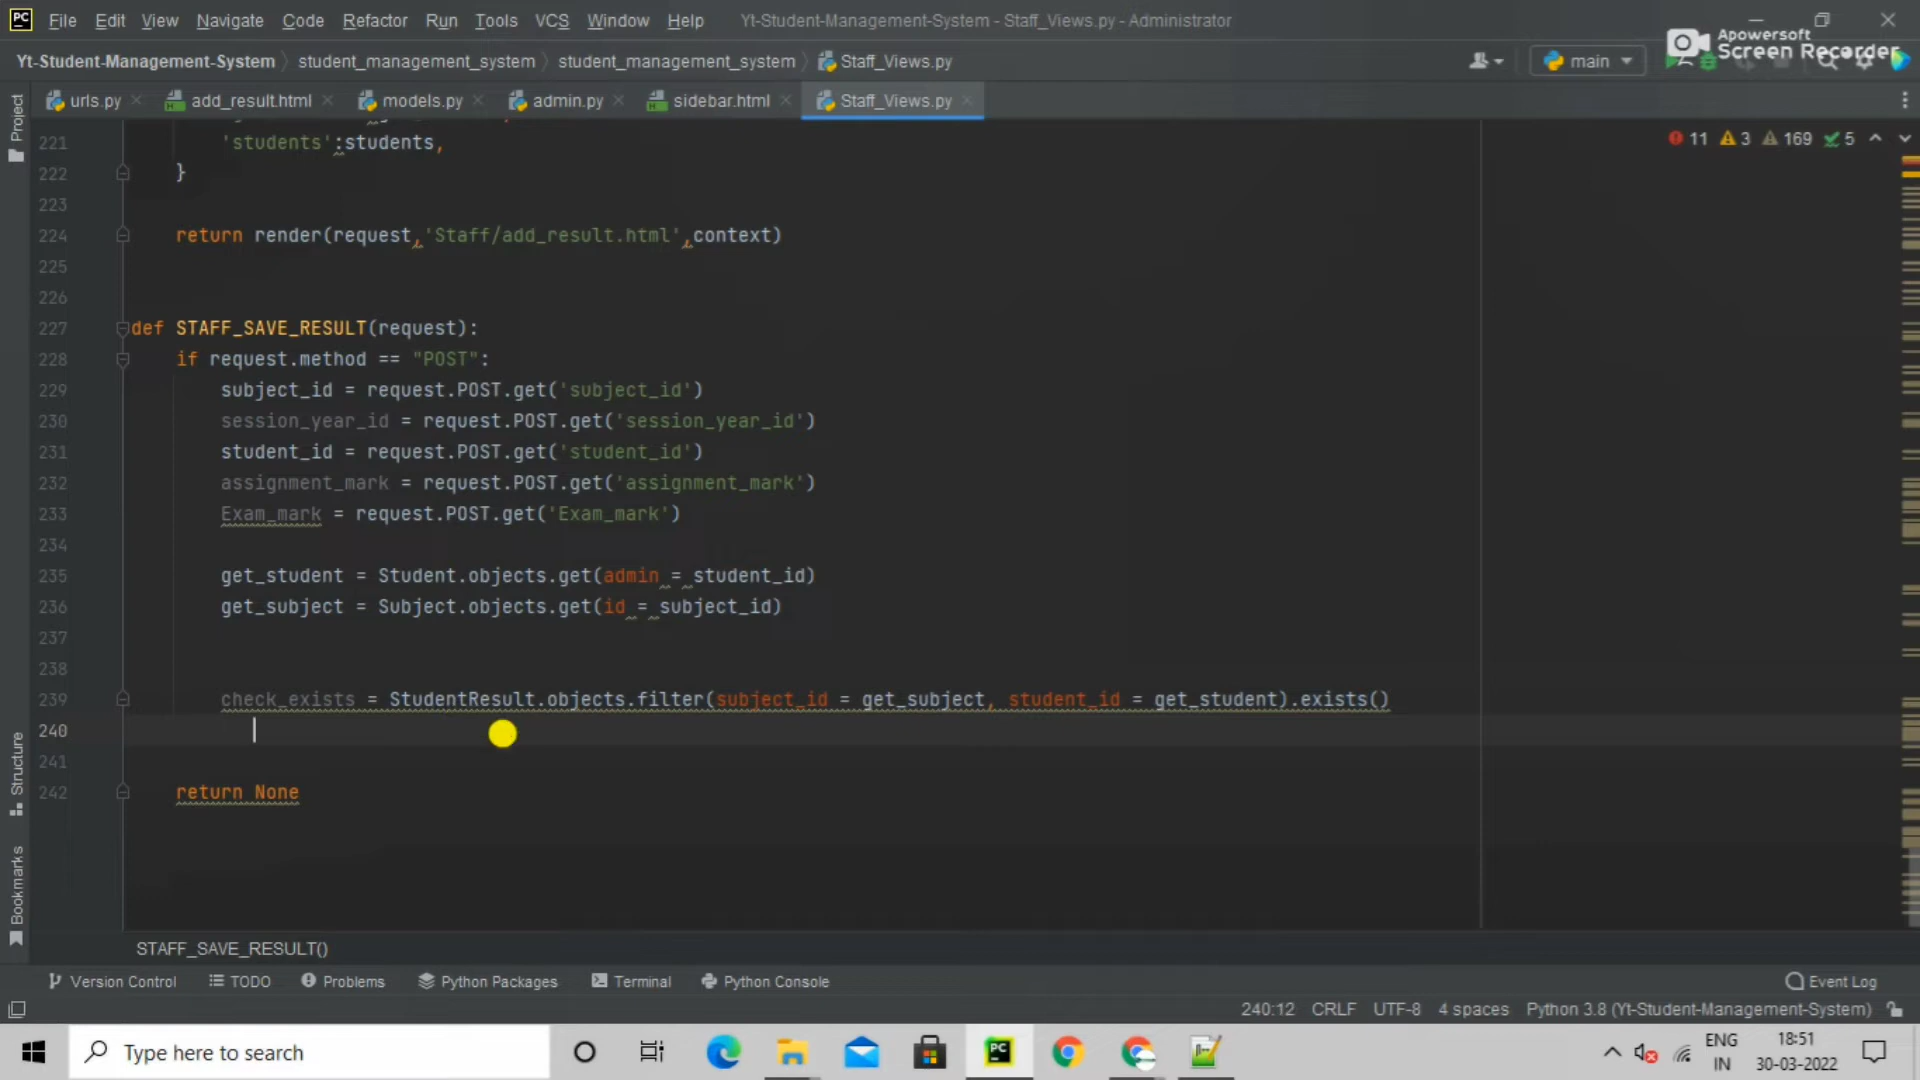 File Edit View Navigate Code Refactor Run Tools VCS Window Help Yt-Student-Management-System - Staff_Views.py - Administrator
Apowersoft
Screen Recorder
Yt-Student-Management-System student_management_system student_management_system Staff_Views.py main
urls.py add_result.html models.py admin.py sidebar.html Staff_Views.py
Project
11 3 169 5
221 'students':students,
222 }
223
224 return render(request,'Staff/add_result.html',context)
225
226
227 def STAFF_SAVE_RESULT(request):
228 if request.method == "POST":
229 subject_id = request.POST.get('subject_id')
230 session_year_id = request.POST.get('session_year_id')
231 student_id = request.POST.get('student_id')
232 assignment_mark = request.POST.get('assignment_mark')
233 Exam_mark = request.POST.get('Exam_mark')
234
235 get_student = Student.objects.get(admin = student_id)
236 get_subject = Subject.objects.get(id = subject_id)
237
238
239 check_exists = StudentResult.objects.filter(subject_id = get_subject, student_id = get_student).exists()
240
241
242 return None
Structure
Bookmarks
STAFF_SAVE_RESULT()
Version Control TODO Problems Python Packages Terminal Python Console Event Log
240:12 CRLF UTF-8 4 spaces Python 3.8 (Yt-Student-Management-System)
Type here to search
PC
ENG
IN
18:51
30-03-2022